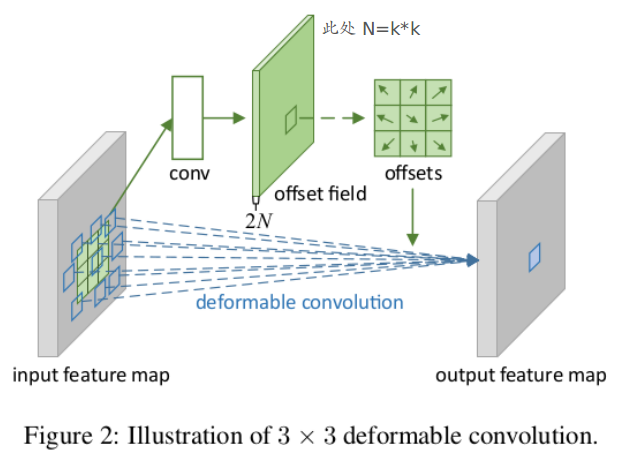 此处 N=k*k
conv
offset field
offsets
2N
deformable convolution
input feature map
output feature map
Figure 2: Illustration of 3 × 3 deformable convolution.